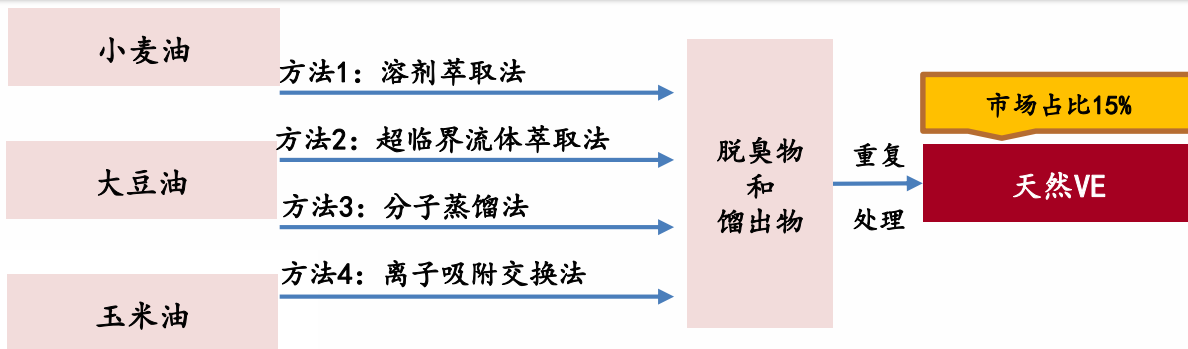 小麦油
大豆油
玉米油
方法1：溶剂萃取法
方法2：超临界流体萃取法
方法3：分子蒸馏法
方法4：离子吸附交换法
脱臭物
和
馏出物
重复
处理
市场占比15%
天然VE